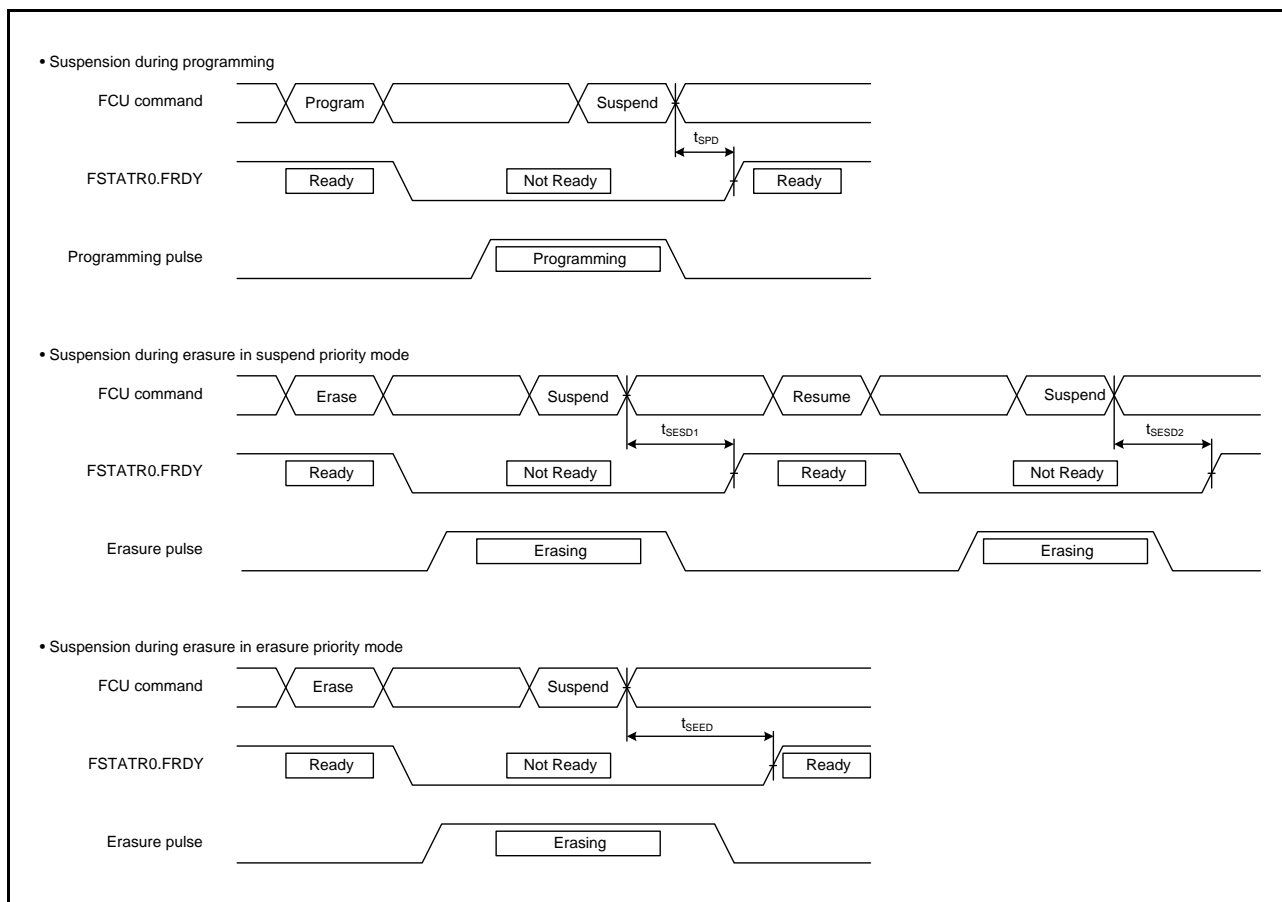 • Suspension during programming
FCU command
Program
Suspend
tSPD
FSTATR0.FRDY
Ready
Not Ready
Ready
Programming pulse
Programming
• Suspension during erasure in suspend priority mode
FCU command
Erase
Suspend
Resume
Suspend
tSESD1
tSESD2
FSTATR0.FRDY
Ready
Not Ready
Ready
Not Ready
Erasure pulse
Erasing
Erasing
• Suspension during erasure in erasure priority mode
FCU command
Erase
Suspend
tSEED
FSTATR0.FRDY
Ready
Not Ready
Ready
Erasure pulse
Erasing